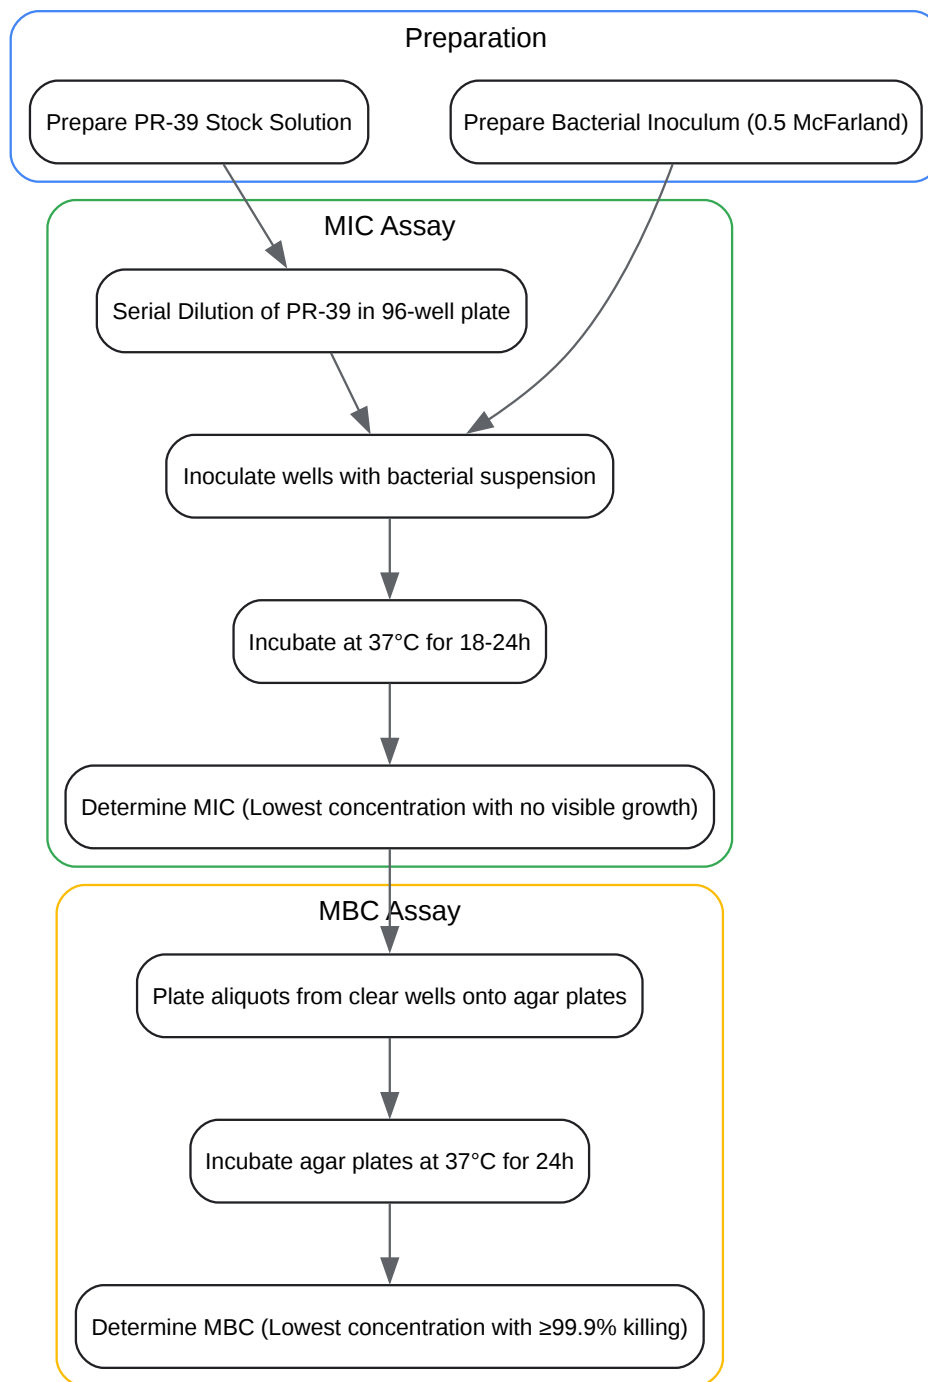 Preparation
Prepare PR-39 Stock Solution
Prepare Bacterial Inoculum (0.5 McFarland)
MIC Assay
Serial Dilution of PR-39 in 96-well plate
Inoculate wells with bacterial suspension
Incubate at 37°C for 18-24h
Determine MIC (Lowest concentration with no visible growth)
MBC Assay
Plate aliquots from clear wells onto agar plates
Incubate agar plates at 37°C for 24h
Determine MBC (Lowest concentration with ≥99.9% killing)